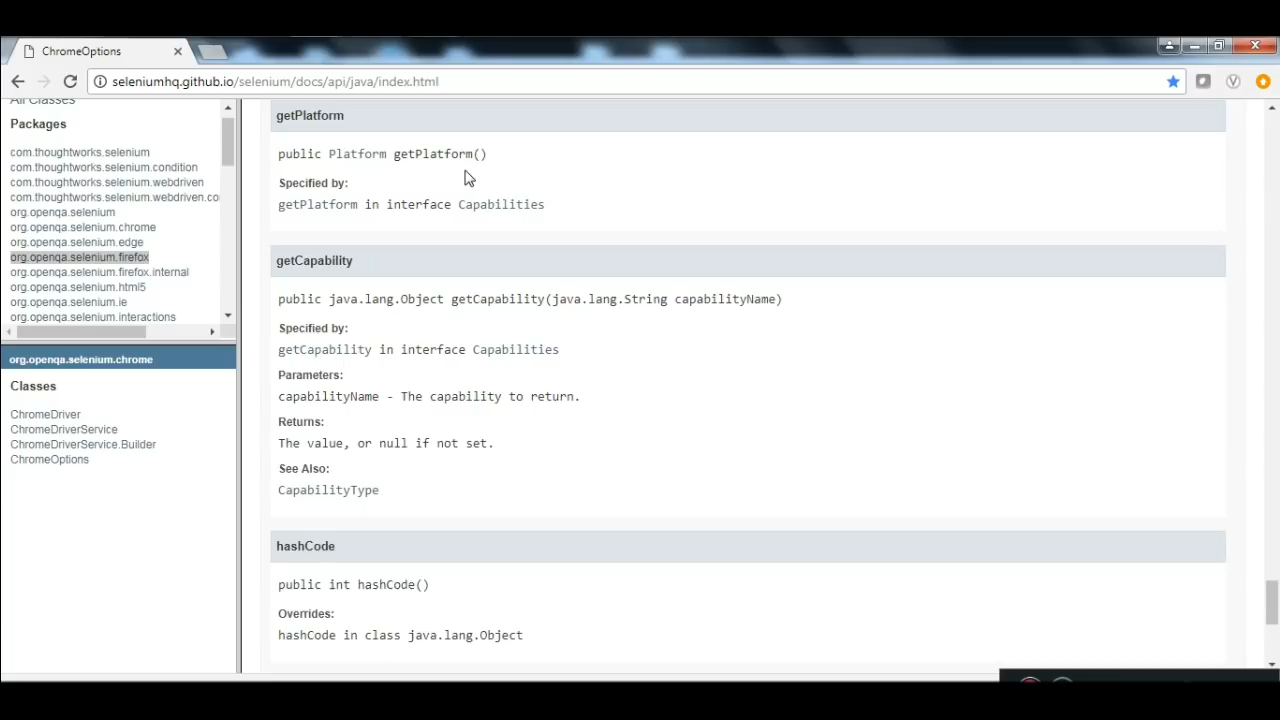 ChromeOptions
seleniumhq.github.io/selenium/docs/api/java/index.html
All Classes
Packages
com.thoughtworks.selenium
com.thoughtworks.selenium.condition
com.thoughtworks.selenium.webdriven
com.thoughtworks.selenium.webdriven.co
org.openqa.selenium
org.openqa.selenium.chrome
org.openqa.selenium.edge
org.openqa.selenium.firefox
org.openqa.selenium.firefox.internal
org.openqa.selenium.html5
org.openqa.selenium.ie
org.openqa.selenium.interactions
org.openqa.selenium.chrome
Classes
ChromeDriver
ChromeDriverService
ChromeDriverService.Builder
ChromeOptions
getPlatform
public Platform getPlatform()
Specified by:
getPlatform in interface Capabilities
getCapability
public java.lang.Object getCapability(java.lang.String capabilityName)
Specified by:
getCapability in interface Capabilities
Parameters:
capabilityName - The capability to return.
Returns:
The value, or null if not set.
See Also:
CapabilityType
hashCode
public int hashCode()
Overrides:
hashCode in class java.lang.Object